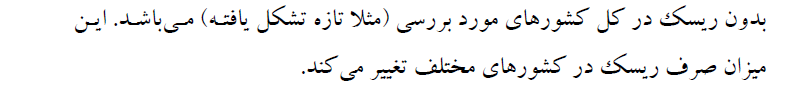 بدون ریسک در کل کشورهای مورد بررسی (مثلا تازه تشکل یافته) می‌باشد. این
میزان صرف ریسک در کشورهای مختلف تغییر می‌کند.